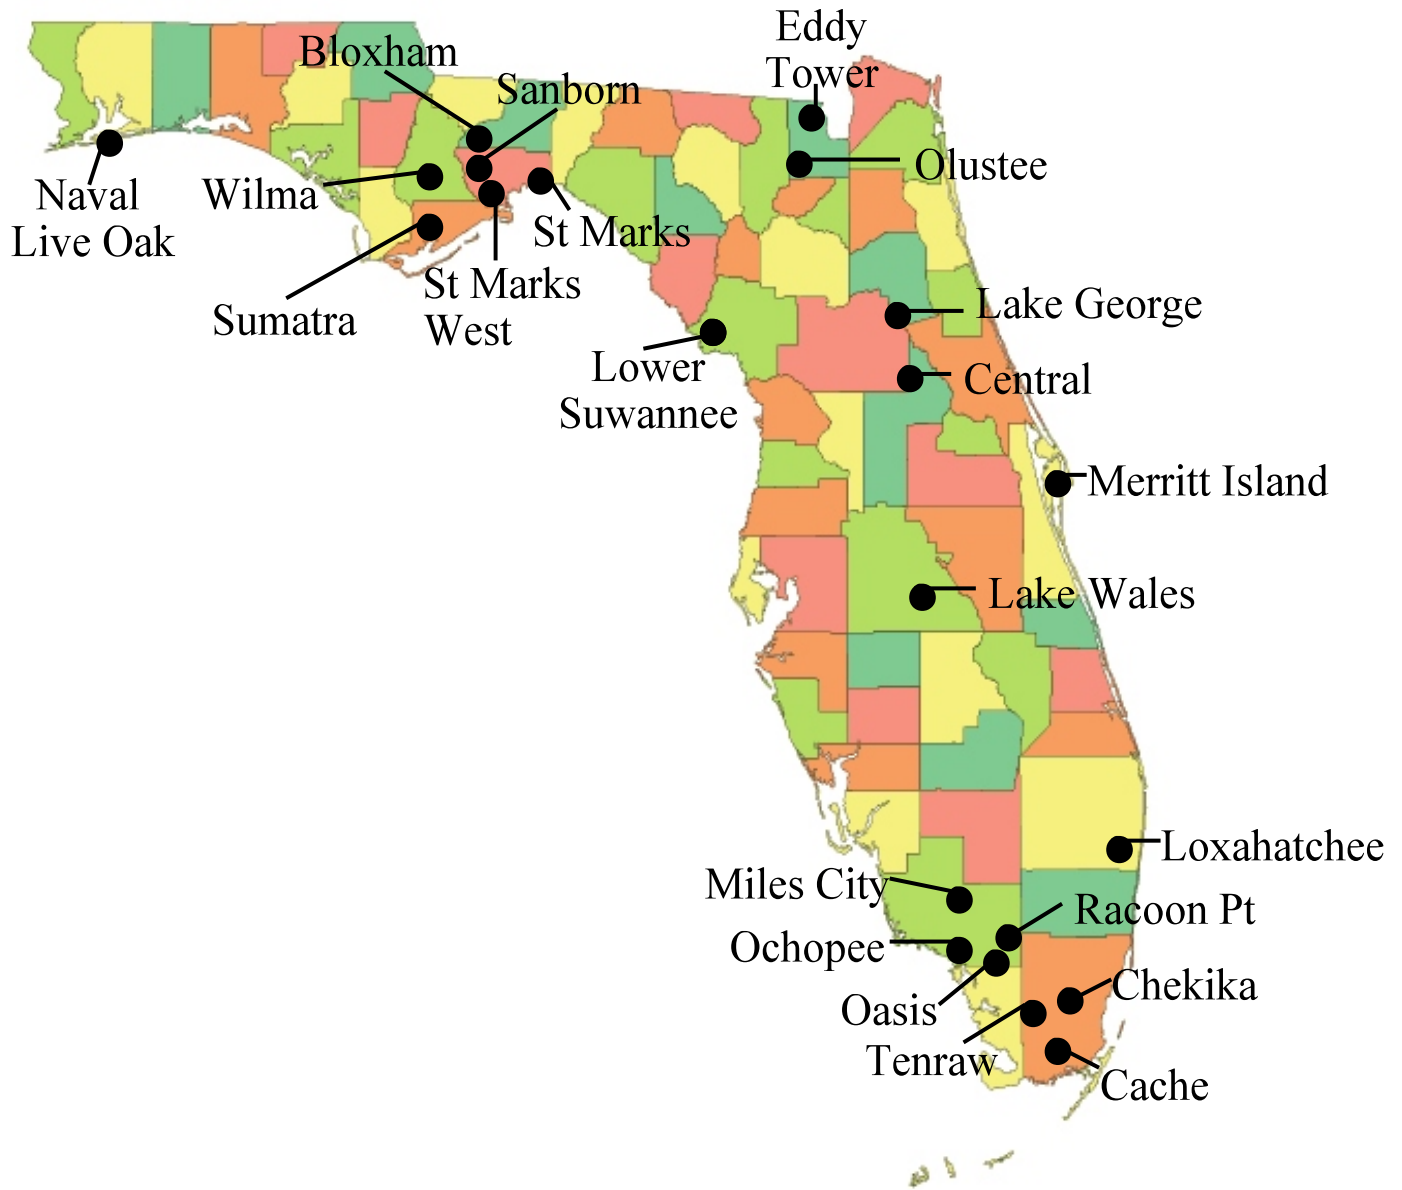 Eddy
Tower
Bloxham
Sanborn
Olustee
Naval
Live Oak
Wilma
St Marks
St Marks
West
Sumatra
Lake George
Lower
Suwannee
Central
Merritt Island
Lake Wales
Loxahatchee
Miles City
Racoon Pt
Ochopee
Chekika
Oasis
Tenraw
Cache